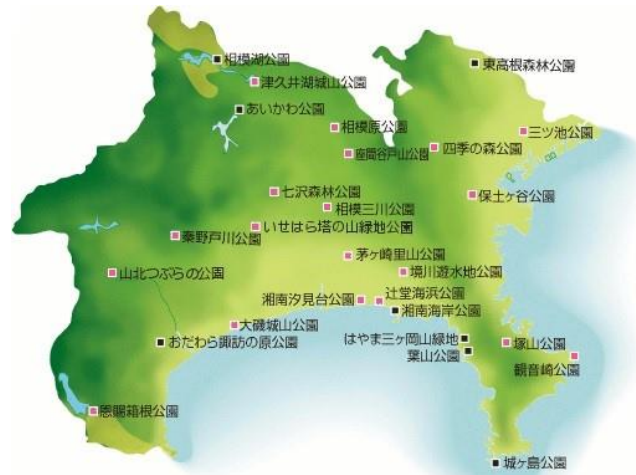 相模湖公園
東高根森林公園
津久井湖城山公園
あいかわ公園
相模原公園
三ツ池公園
座間谷戸山公園
四季の森公園
七沢森林公園
保土ヶ谷公園
相模三川公園
いせはら塔の山緑地公園
秦野戸川公園
茅ヶ崎里山公園
山北つぶらの公園
境川遊水地公園
湘南汐見台公園
辻堂海浜公園
湘南海岸公園
大磯城山公園
おだわら諏訪の原公園
はやま三ヶ岡山緑地
塚山公園
葉山公園
観音崎公園
恩賜箱根公園
城ヶ島公園